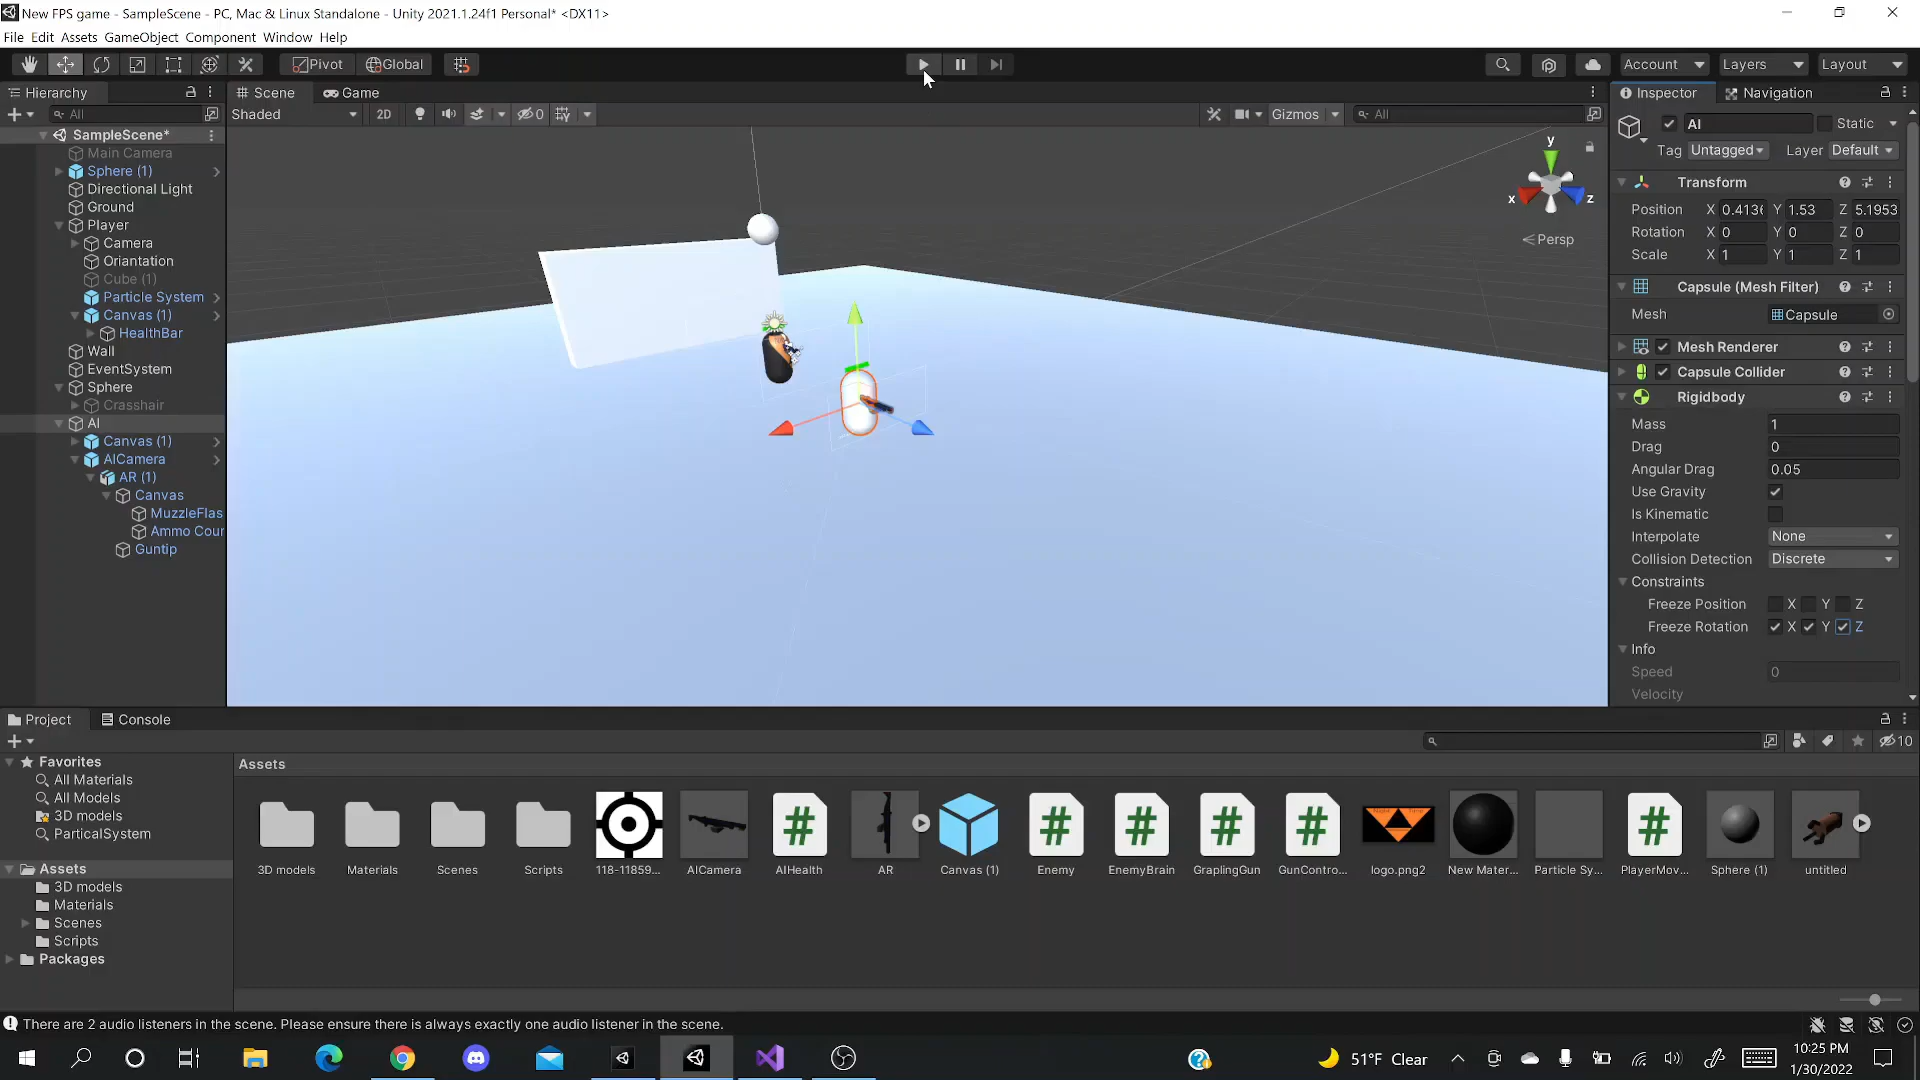 New FPS game - SampleScene - PC, Mac & Linux Standalone - Unity 2021.1.24f1 Personal* <DX11>
File Edit Assets GameObject Component Window Help
Pivot Global
Account Layers Layout
Hierarchy
All
SampleScene*
Main Camera
Sphere (1)
Directional Light
Ground
Player
Camera
Orientation
Cube (1)
Particle System
Canvas (1)
HealthBar
Wall
EventSystem
Sphere
Crasshair
AI
Canvas (1)
AICamera
AR (1)
Canvas
MuzzleFlas
Ammo Cour
Guntip
Scene Game
Shaded 2D 0 Gizmos All
y
x z
Persp
Inspector Navigation
AI Static
Tag Untagged Layer Default
Transform
Position X 0.4136 Y 1.53 Z 5.1953
Rotation X 0 Y 0 Z 0
Scale X 1 Y 1 Z 1
Capsule (Mesh Filter)
Mesh Capsule
Mesh Renderer
Capsule Collider
Rigidbody
Mass 1
Drag 0
Angular Drag 0.05
Use Gravity
Is Kinematic
Interpolate None
Collision Detection Discrete
Constraints
Freeze Position X Y Z
Freeze Rotation X Y Z
Info
Speed 0
Velocity
Project Console
10
Favorites
All Materials
All Models
3D models
ParticalSystem
Assets
3D models
Materials
Scenes
Scripts
Packages
Assets
3D models Materials Scenes Scripts 118-11859... AICamera AIHealth AR Canvas (1) Enemy EnemyBrain GraplingGun GunContro... logo.png2 New Mater... Particle Sy... PlayerMov... Sphere (1) untitled
There are 2 audio listeners in the scene. Please ensure there is always exactly one audio listener in the scene.
51°F Clear
10:25 PM
1/30/2022